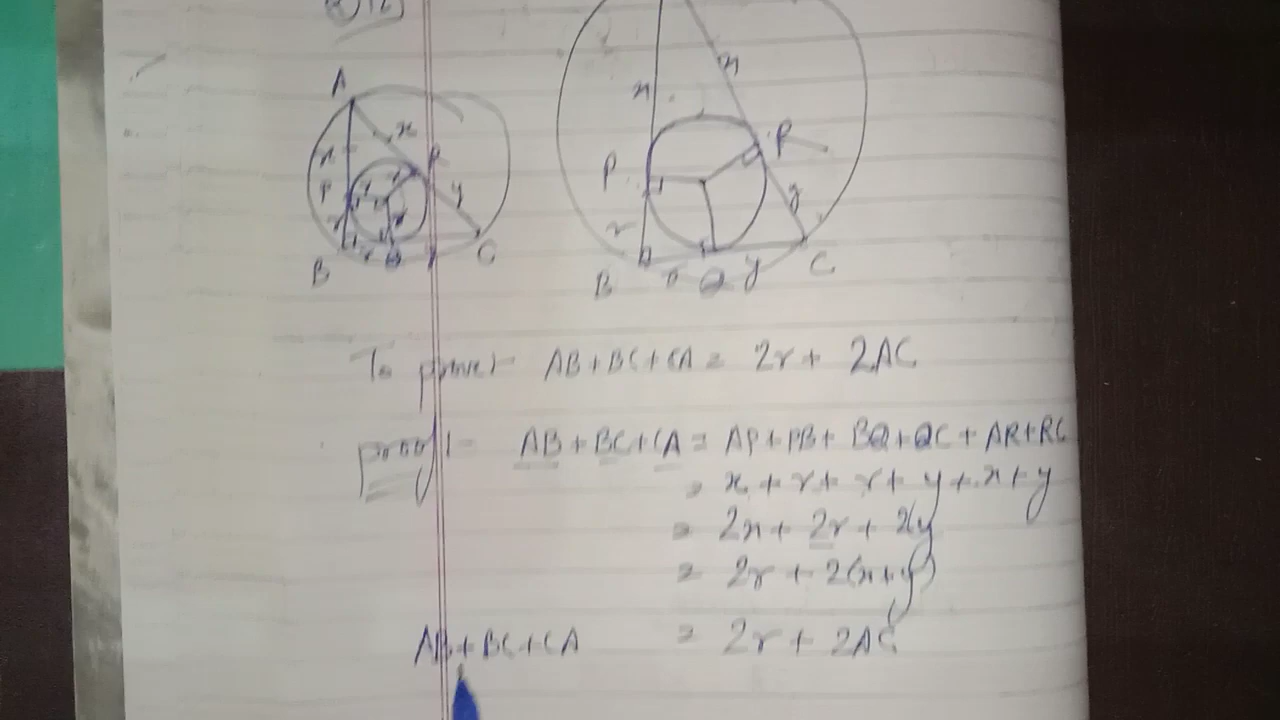 A
x
x
P
R
y
r
B
Q
C
x
x
P
R
r
y
B
r
Q
y
C
To prove:- AB+BC+CA = 2r + 2AC
proof:- AB+BC+CA = AP+PB+ BQ+QC+ AR+RC
= x + r + r + y + x + y
= 2x + 2r + 2y
= 2r + 2(x+y)
AB+BC+CA = 2r + 2AC